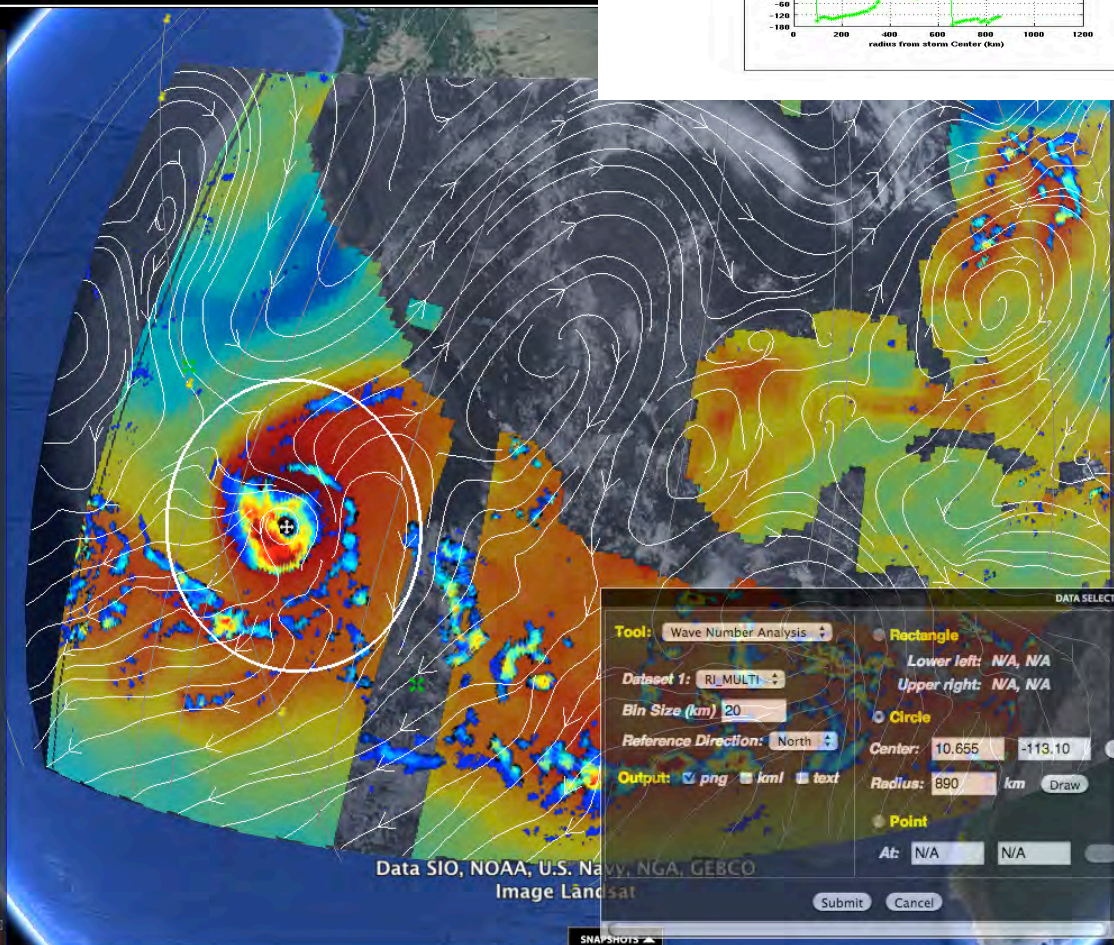 -60
-120
-180
0 200 400 600 800 1000 1200
radius from storm Center (km)
DATA SELECT
Tool: Wave Number Analysis
Dataset 1: RI_MULTI
Bin Size (km) 20
Reference Direction: North
Output: png kml text
Rectangle
Lower left: N/A, N/A
Upper right: N/A, N/A
Circle
Center: 10.655 -113.10
Radius: 890 km Draw
Point
At: N/A N/A
Submit Cancel
Data SIO, NOAA, U.S. Navy, NGA, GEBCO
Image Landsat
SNAPSHOTS